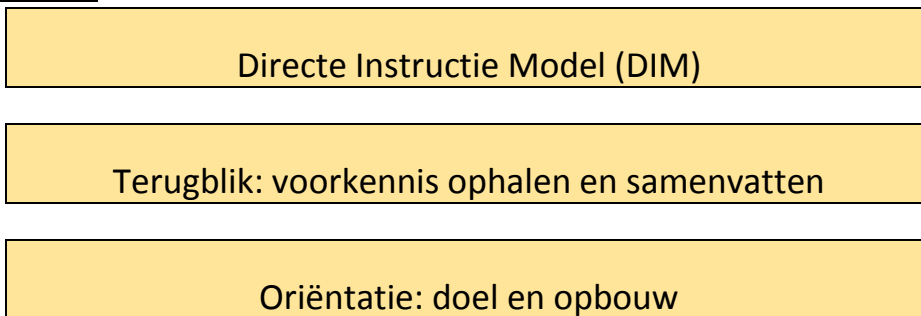 Directe Instructie Model (DIM)
Terugblik: voorkennis ophalen en samenvatten
Oriëntatie: doel en opbouw